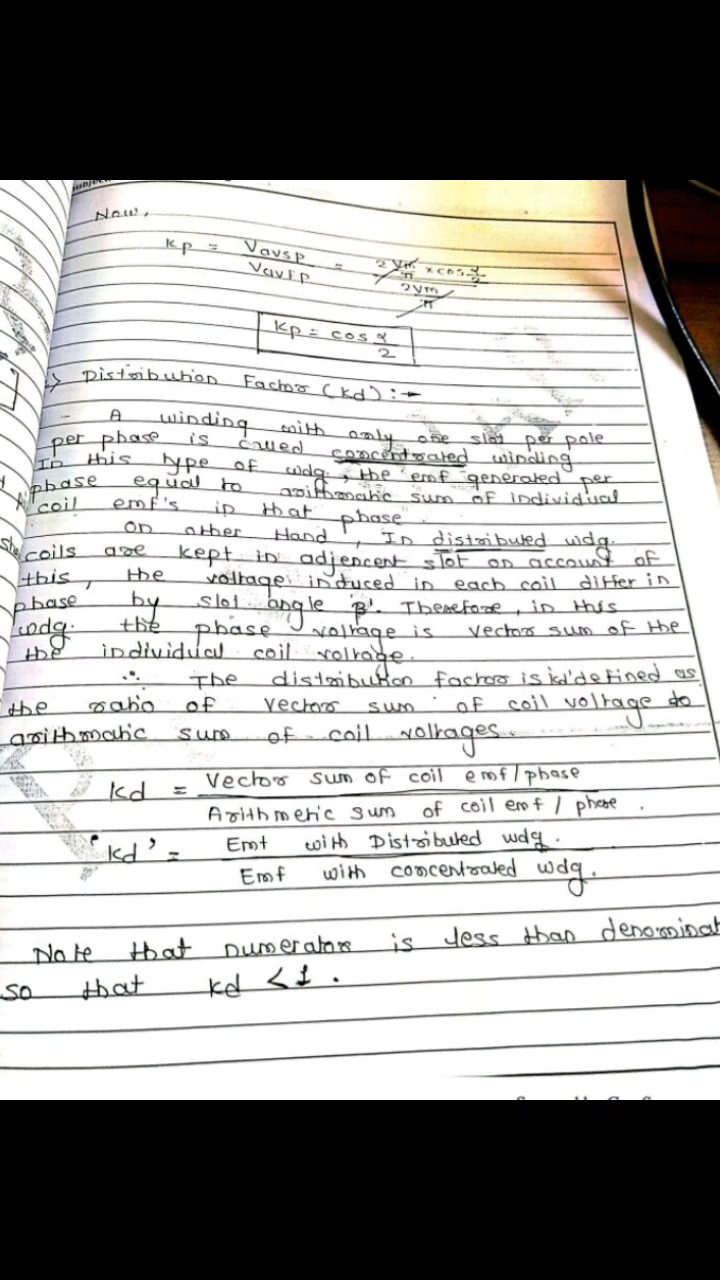 Now,
Kp = Vavsp / Vavfp = 2Vm/π × cos α/2 / 2Vm/π
Kp = cos α/2
Distribution Factor (Kd) :-
- A winding with only one slot per pole
per phase is called concentrated winding
In this type of wdg, the emf generated per
phase equal to arithmatic sum of individual
coil emf's in that phase.
On other Hand, In distributed wdg.
coils are kept in adjencent slot on account of
this, the voltage induced in each coil differ in
phase by slot angle 'β'. Therefore, in this
wdg. the phase voltage is vector sum of the
the individual coil voltage.
∴ The distribution factor is kd' defined as
the ratio of vector sum of coil voltage to
arithmatic sum of coil voltages.
Kd = Vector sum of coil emf/phase
Arithmetic sum of coil emf / phase.
'Kd' = Emf with Distributed wdg.
Emf with concentrated wdg.
Note that numerator is less than denominat
so that kd <1.